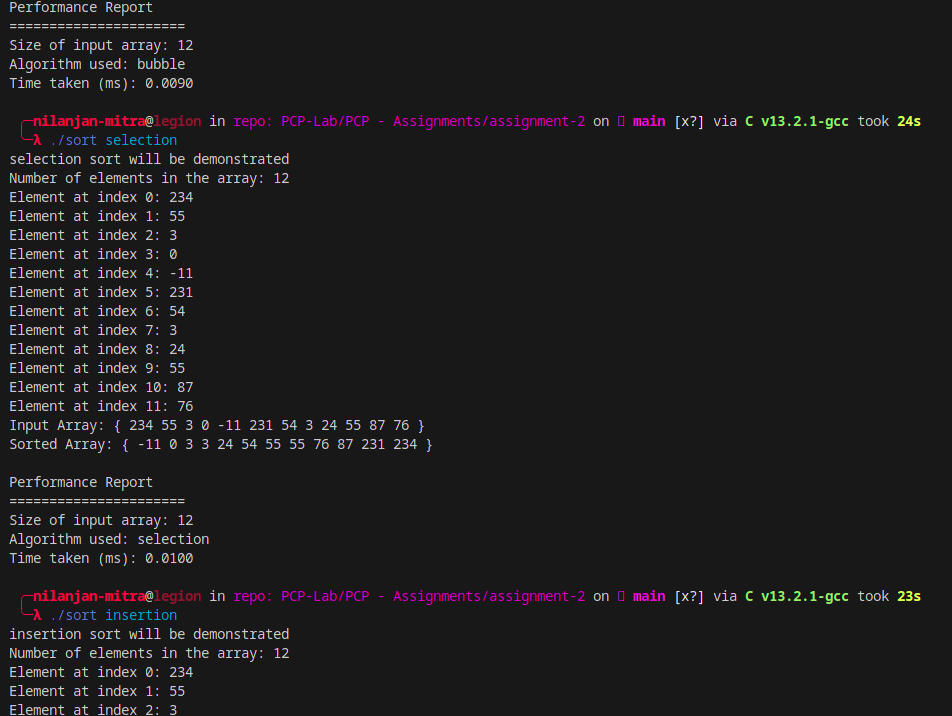 Performance Report
======================
Size of input array: 12
Algorithm used: bubble
Time taken (ms): 0.0090
nilanjan-mitra@legion in repo: PCP-Lab/PCP - Assignments/assignment-2 on main [x?] via C v13.2.1-gcc took 24s
λ ./sort selection
selection sort will be demonstrated
Number of elements in the array: 12
Element at index 0: 234
Element at index 1: 55
Element at index 2: 3
Element at index 3: 0
Element at index 4: -11
Element at index 5: 231
Element at index 6: 54
Element at index 7: 3
Element at index 8: 24
Element at index 9: 55
Element at index 10: 87
Element at index 11: 76
Input Array: { 234 55 3 0 -11 231 54 3 24 55 87 76 }
Sorted Array: { -11 0 3 3 24 54 55 55 76 87 231 234 }
Performance Report
======================
Size of input array: 12
Algorithm used: selection
Time taken (ms): 0.0100
nilanjan-mitra@legion in repo: PCP-Lab/PCP - Assignments/assignment-2 on main [x?] via C v13.2.1-gcc took 23s
λ ./sort insertion
insertion sort will be demonstrated
Number of elements in the array: 12
Element at index 0: 234
Element at index 1: 55
Element at index 2: 3